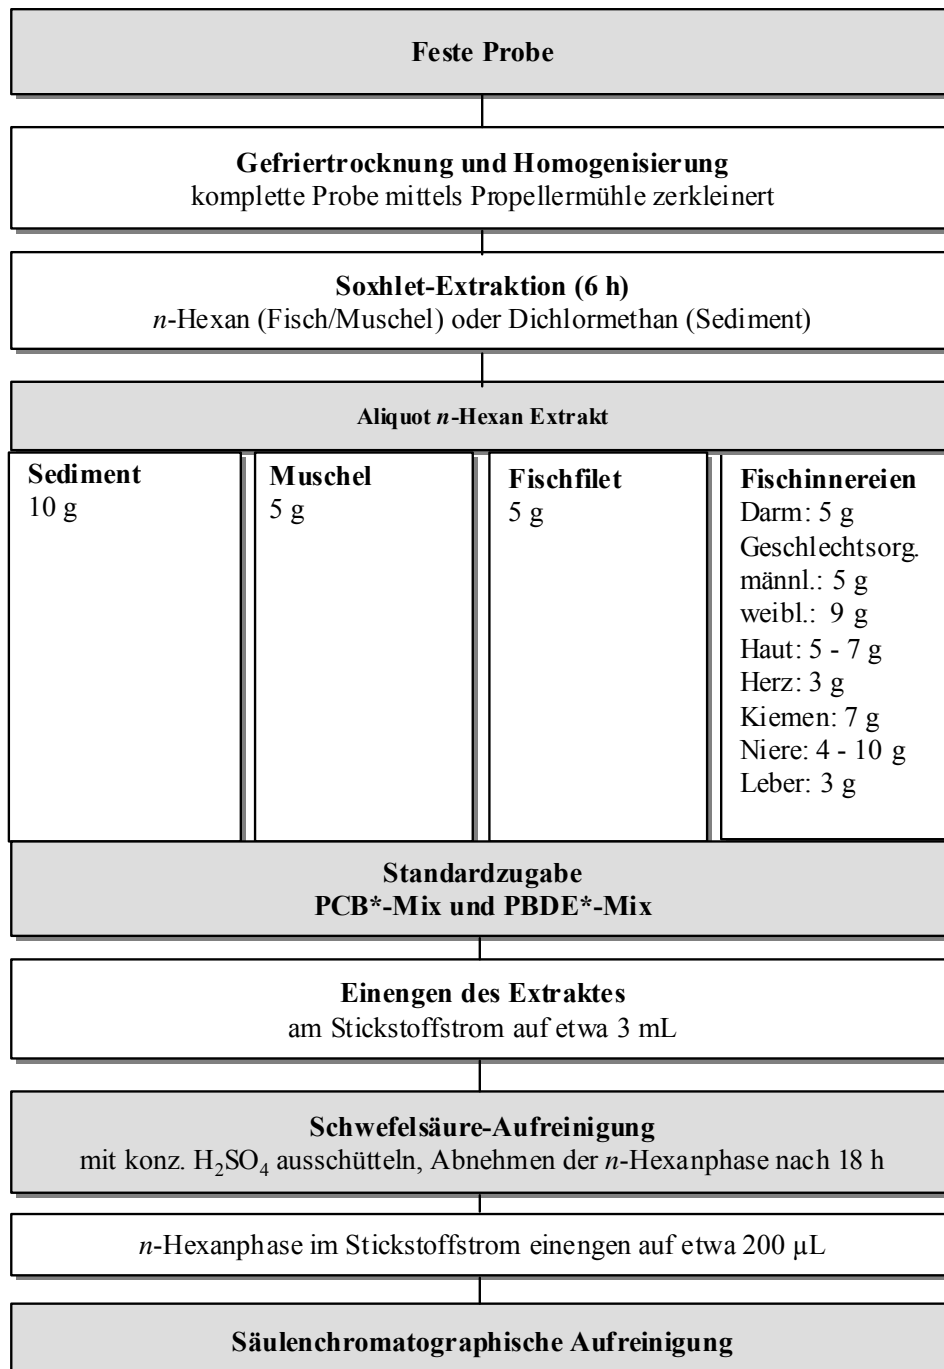 Feste Probe
Gefriertrocknung und Homogenisierung
komplette Probe mittels Propellermühle zerkleinert
Soxhlet-Extraktion (6 h)
n-Hexan (Fisch/Muschel) oder Dichlormethan (Sediment)
Aliquot n-Hexan Extrakt
Sediment
10 g
Muschel
5 g
Fischfilet
5 g
Fischinnereien
Darm: 5 g
Geschlechtsorg.
männl.: 5 g
weibl.: 9 g
Haut: 5 - 7 g
Herz: 3 g
Kiemen: 7 g
Niere: 4 - 10 g
Leber: 3 g
Standardzugabe
PCB*-Mix und PBDE*-Mix
Einengen des Extraktes
am Stickstoffstrom auf etwa 3 mL
Schwefelsäure-Aufreinigung
mit konz. H₂SO₄ ausschütteln, Abnehmen der n-Hexanphase nach 18 h
n-Hexanphase im Stickstoffstrom einengen auf etwa 200 µL
Säulenchromatographische Aufreinigung